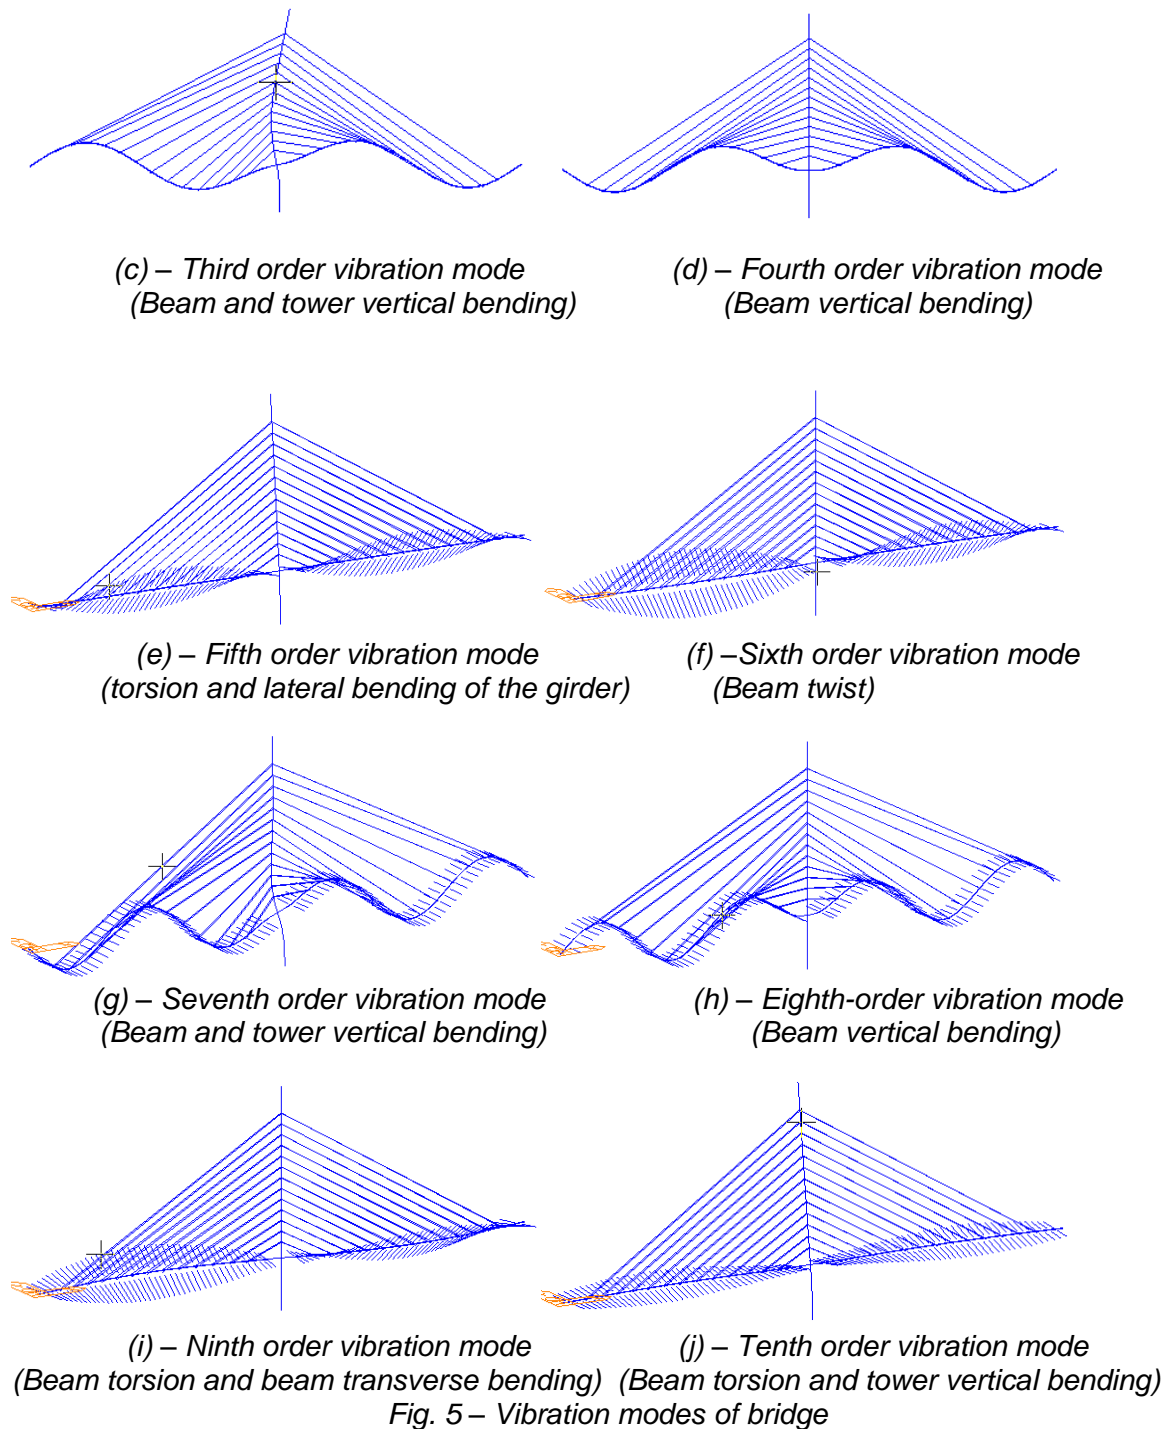 (c) – Third order vibration mode
(Beam and tower vertical bending)
(d) – Fourth order vibration mode
(Beam vertical bending)
(e) – Fifth order vibration mode
(torsion and lateral bending of the girder)
(f) –Sixth order vibration mode
(Beam twist)
(g) – Seventh order vibration mode
(Beam and tower vertical bending)
(h) – Eighth-order vibration mode
(Beam vertical bending)
(i) – Ninth order vibration mode
(Beam torsion and beam transverse bending)
(j) – Tenth order vibration mode
(Beam torsion and tower vertical bending)
Fig. 5 – Vibration modes of bridge